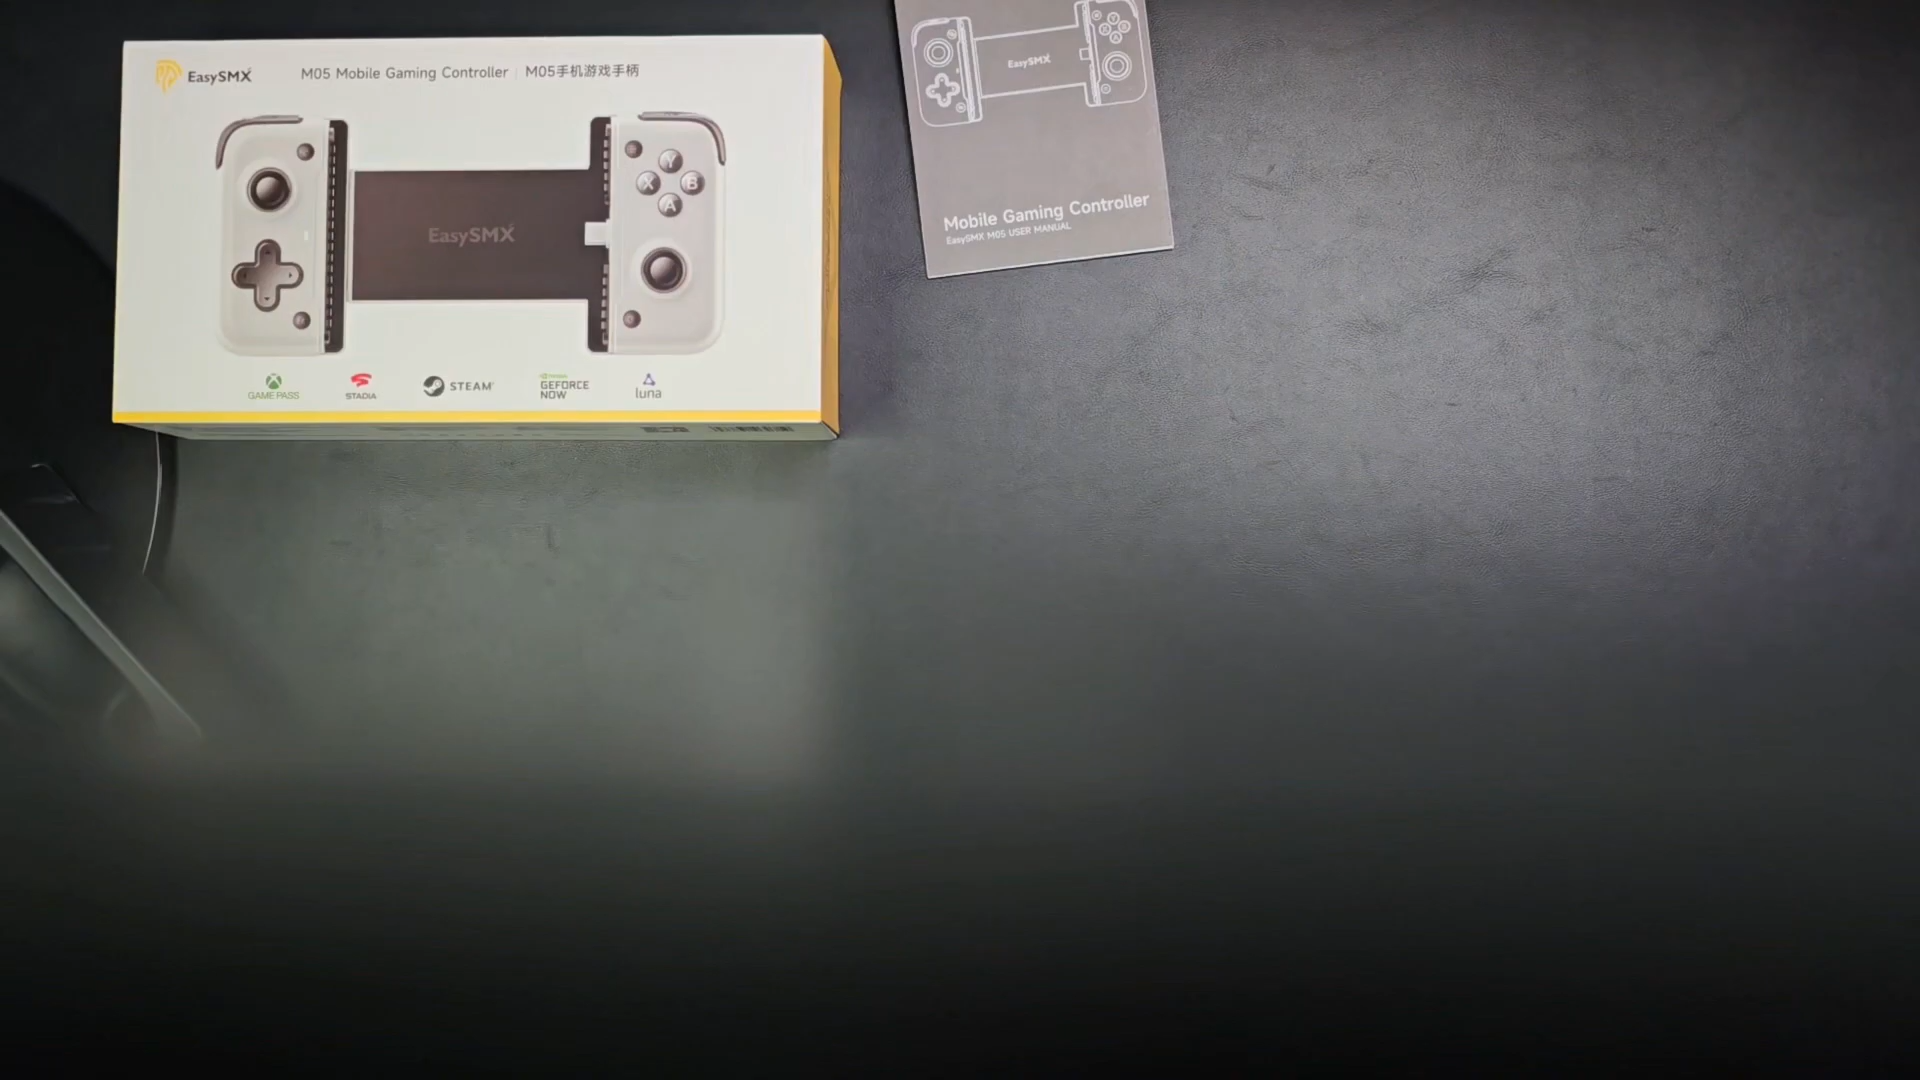 EasySMX
M05 Mobile Gaming Controller | M05手机游戏手柄
EasySMX
Y
X
B
A
GAME PASS
STADIA
STEAM
NVIDIA
GEFORCE
NOW
luna
EasySMX
Mobile Gaming Controller
EasySMX M05 USER MANUAL